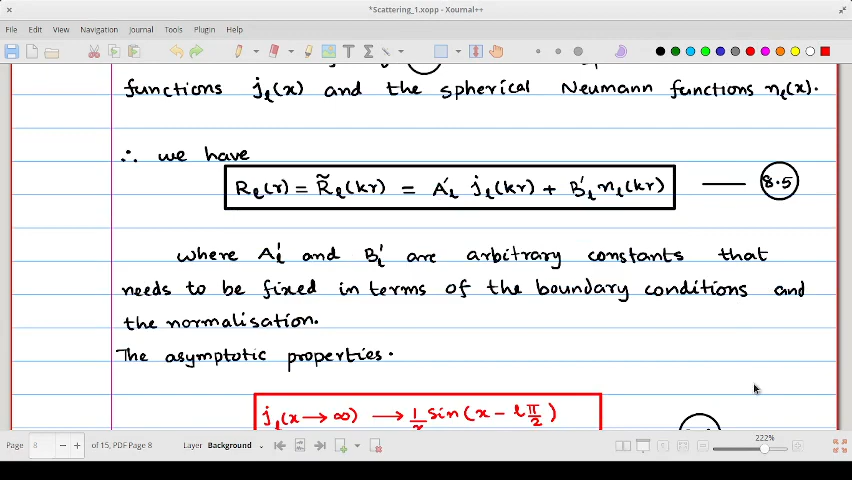 *Scattering_1.xopp - Xournal++
File Edit View Navigation Journal Tools Plugin Help
functions jₗ(x) and the spherical Neumann functions nₗ(x).
∴ we have
Rₗ(r) = R̃ₗ(kr) = A'ₗ jₗ(kr) + B'ₗ nₗ(kr) — 8.5
where A'ₗ and B'ₗ are arbitrary constants that
needs to be fixed in terms of the boundary conditions and
the normalisation.
The asymptotic properties.
jₗ(x → ∞) → 1/x sin(x - l π/2)
Page 8 of 15, PDF Page 8 Layer Background 222%